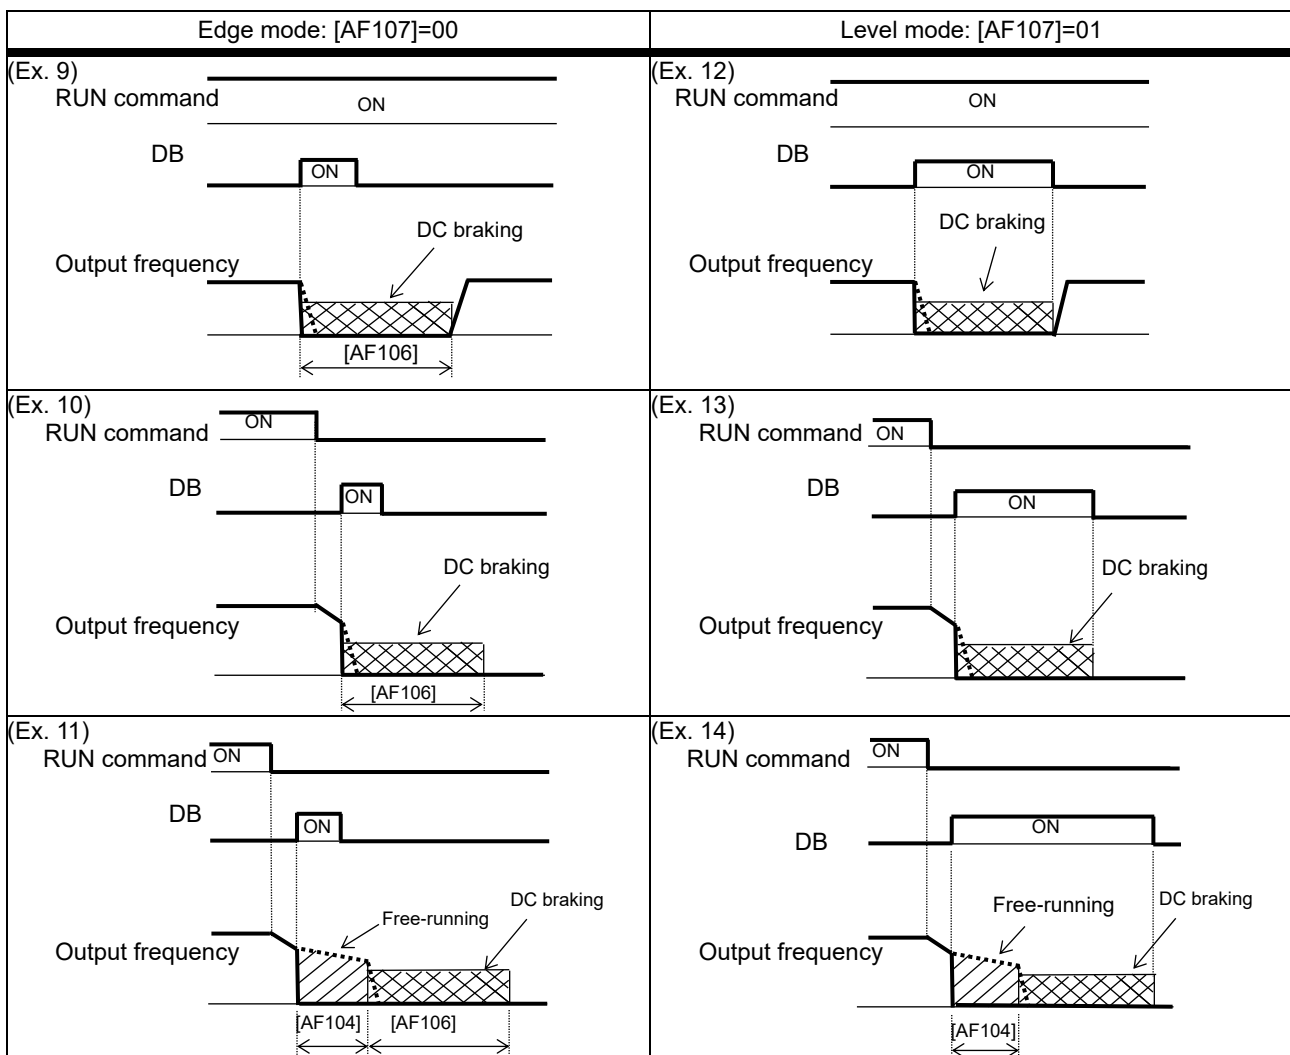 Edge mode: [AF107]=00
Level mode: [AF107]=01
(Ex. 9)
RUN command
ON
DB
ON
DC braking
Output frequency
[AF106]
(Ex. 12)
RUN command
ON
DB
ON
DC braking
Output frequency
(Ex. 10)
ON
RUN command
DB
ON
DC braking
Output frequency
[AF106]
(Ex. 13)
RUN command
ON
DB
ON
DC braking
Output frequency
(Ex. 11)
RUN command
ON
DB
ON
DC braking
Free-running
Output frequency
[AF104]
[AF106]
(Ex. 14)
RUN command
ON
DB
ON
Free-running
DC braking
Output frequency
[AF104]